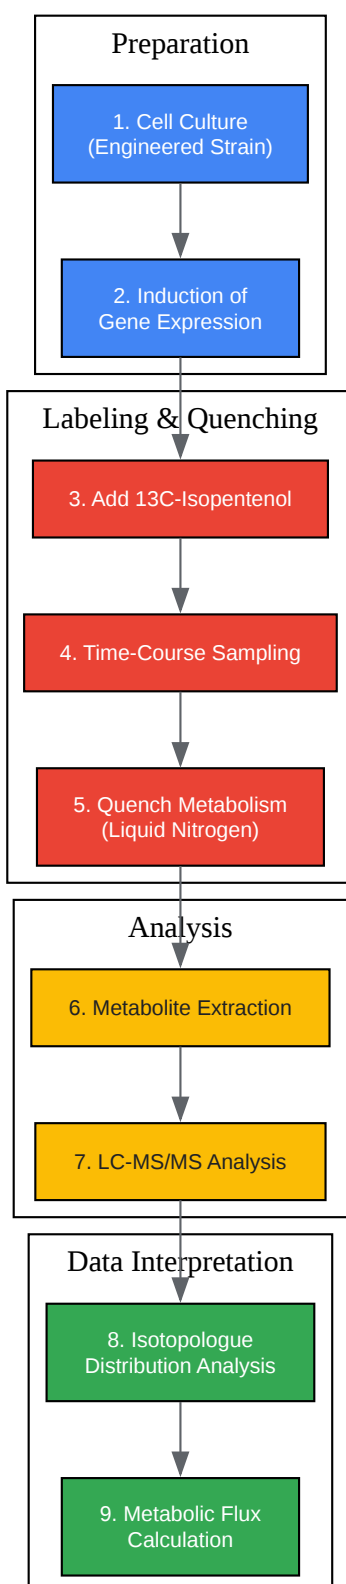 Preparation
1. Cell Culture
(Engineered Strain)
2. Induction of
Gene Expression
Labeling & Quenching
3. Add 13C-Isopentenol
4. Time-Course Sampling
5. Quench Metabolism
(Liquid Nitrogen)
Analysis
6. Metabolite Extraction
7. LC-MS/MS Analysis
Data Interpretation
8. Isotopologue
Distribution Analysis
9. Metabolic Flux
Calculation